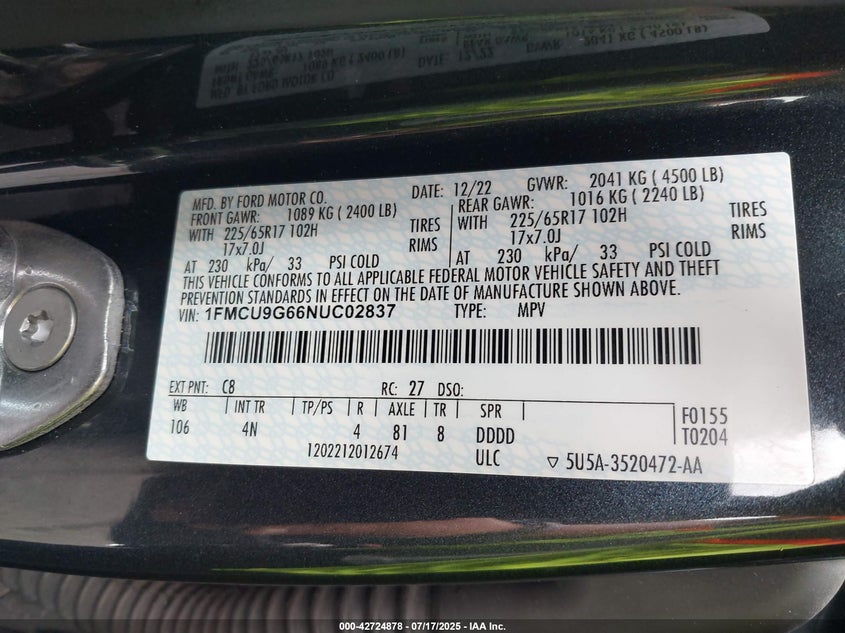 MFD. BY FORD MOTOR CO.
DATE: 12/22 GVWR: 2041 KG ( 4500 LB)
FRONT GAWR: 1089 KG ( 2400 LB)
REAR GAWR: 1016 KG ( 2240 LB)
WITH 225/65R17 102H TIRES
WITH 225/65R17 102H TIRES
17x7.0J RIMS
17x7.0J RIMS
AT 230 kPa/ 33 PSI COLD
AT 230 kPa/ 33 PSI COLD
THIS VEHICLE CONFORMS TO ALL APPLICABLE FEDERAL MOTOR VEHICLE SAFETY AND THEFT
PREVENTION STANDARDS IN EFFECT ON THE DATE OF MANUFACTURE SHOWN ABOVE.
VIN: 1FMCU9G66NUC02837 TYPE: MPV
EXT PNT: C8 RC: 27 DSO:
WB INT TR TP/PS R AXLE TR SPR
106 4N 4 81 8 DDDD
F0155
T0204
1202212012674 ULC ▽ 5U5A-3520472-AA
000-42724878 / 07/17/2025 - IAA Inc.